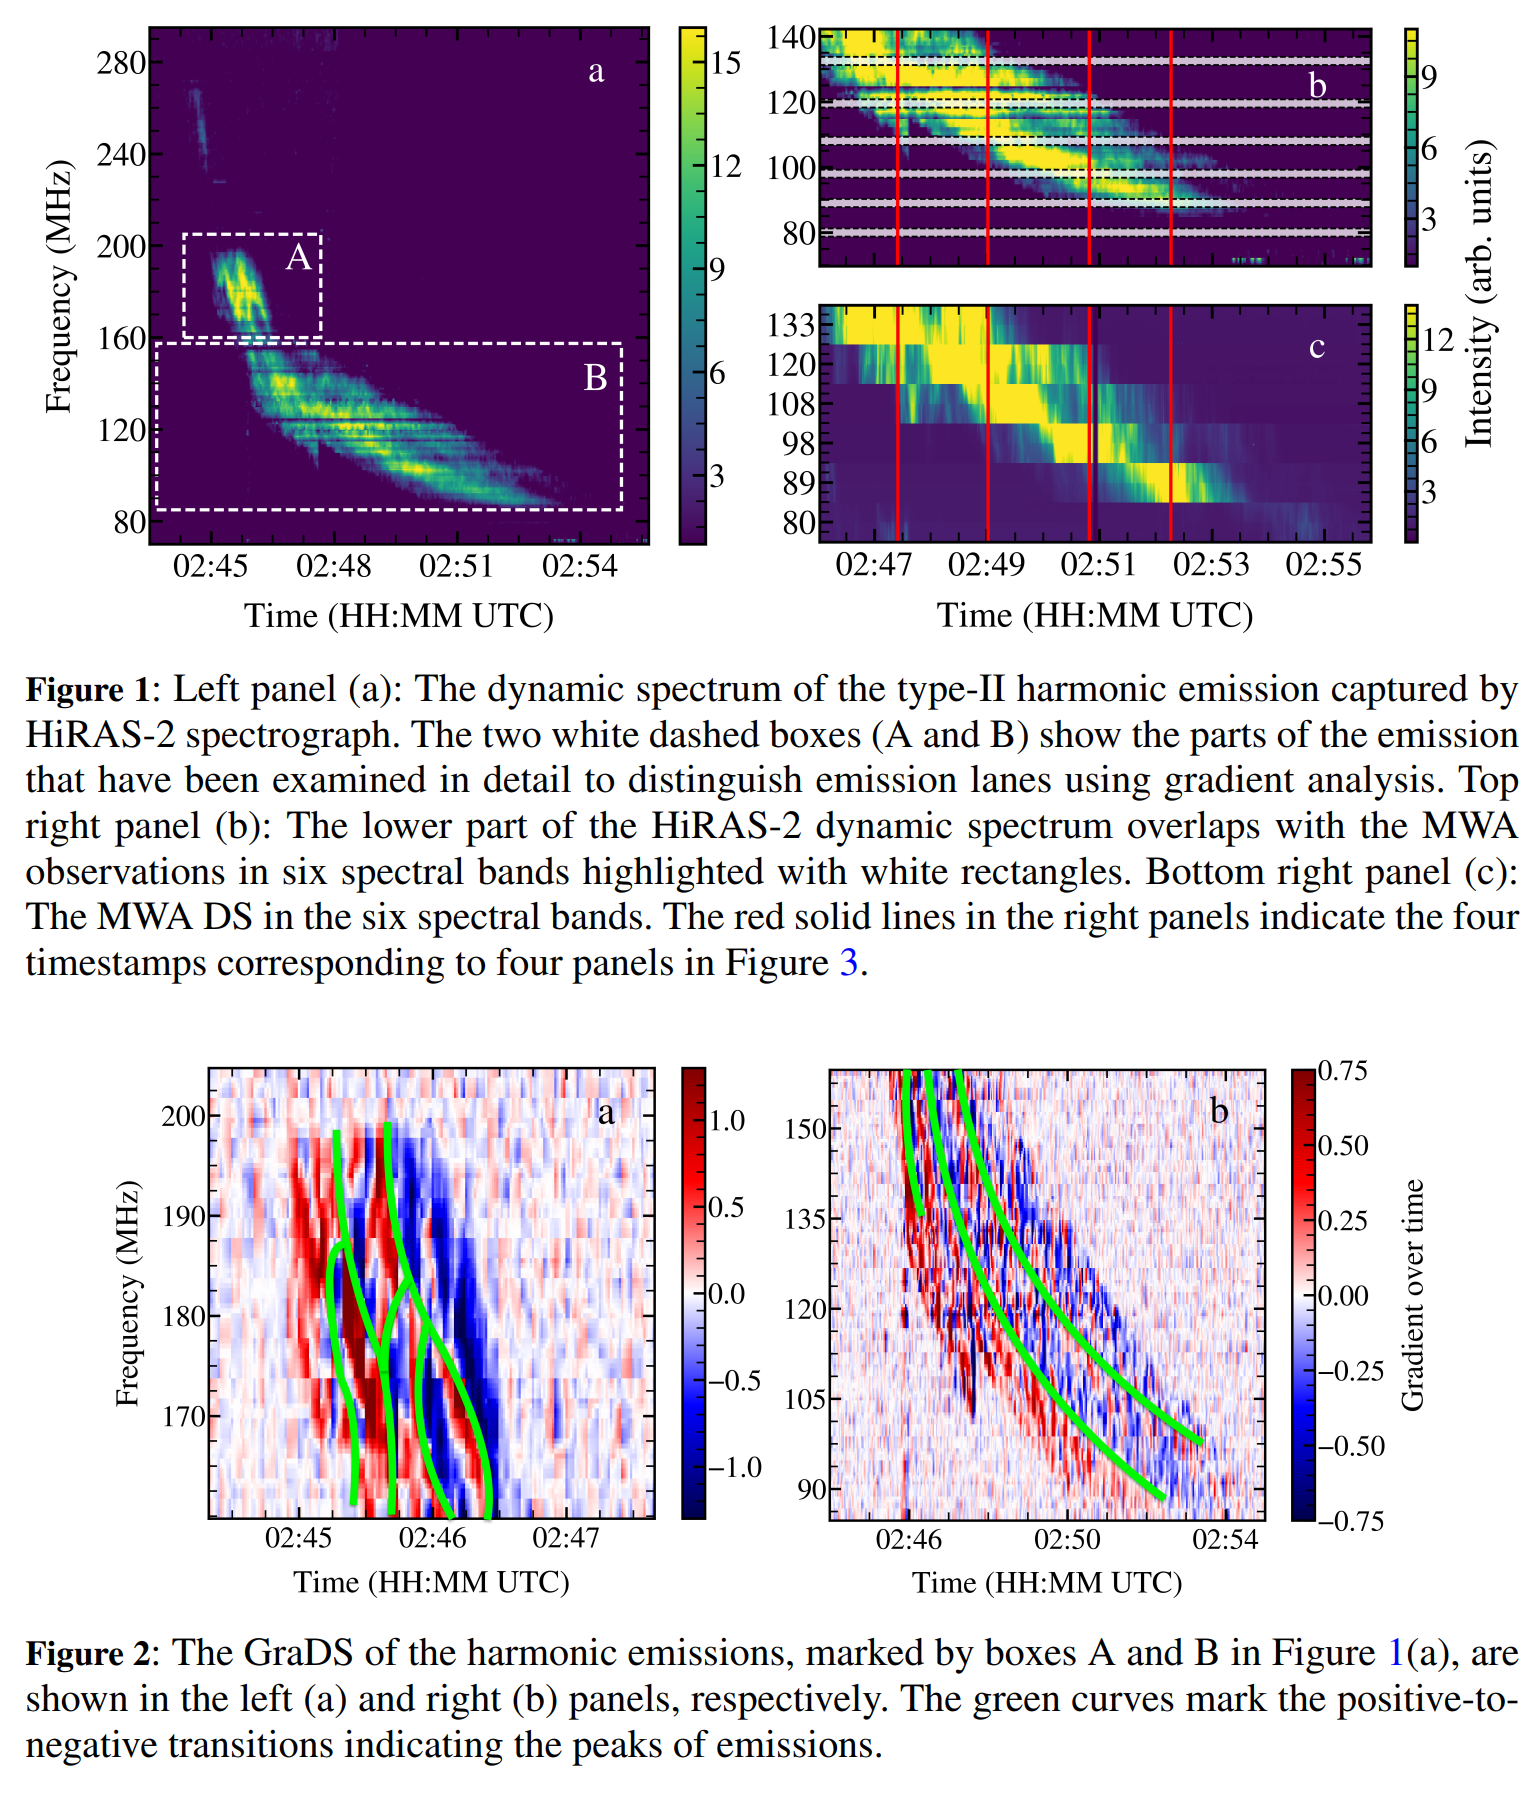 280
240
200
160
120
80
Frequency (MHz)
a
A
B
02:45 02:48 02:51 02:54
Time (HH:MM UTC)
15
12
9
6
3
140
120
100
80
b
9
6
3
133
120
108
98
89
80
c
12
9
6
3
Intensity (arb. units)
02:47 02:49 02:51 02:53 02:55
Time (HH:MM UTC)
Figure 1: Left panel (a): The dynamic spectrum of the type-II harmonic emission captured by
HiRAS-2 spectrograph. The two white dashed boxes (A and B) show the parts of the emission
that have been examined in detail to distinguish emission lanes using gradient analysis. Top
right panel (b): The lower part of the HiRAS-2 dynamic spectrum overlaps with the MWA
observations in six spectral bands highlighted with white rectangles. Bottom right panel (c):
The MWA DS in the six spectral bands. The red solid lines in the right panels indicate the four
timestamps corresponding to four panels in Figure 3.
200
190
180
170
Frequency (MHz)
a
02:45 02:46 02:47
Time (HH:MM UTC)
1.0
0.5
0.0
−0.5
−1.0
150
135
120
105
90
b
02:46 02:50 02:54
Time (HH:MM UTC)
0.75
0.50
0.25
0.00
−0.25
−0.50
−0.75
Gradient over time
Figure 2: The GraDS of the harmonic emissions, marked by boxes A and B in Figure 1(a), are
shown in the left (a) and right (b) panels, respectively. The green curves mark the positive-to-
negative transitions indicating the peaks of emissions.